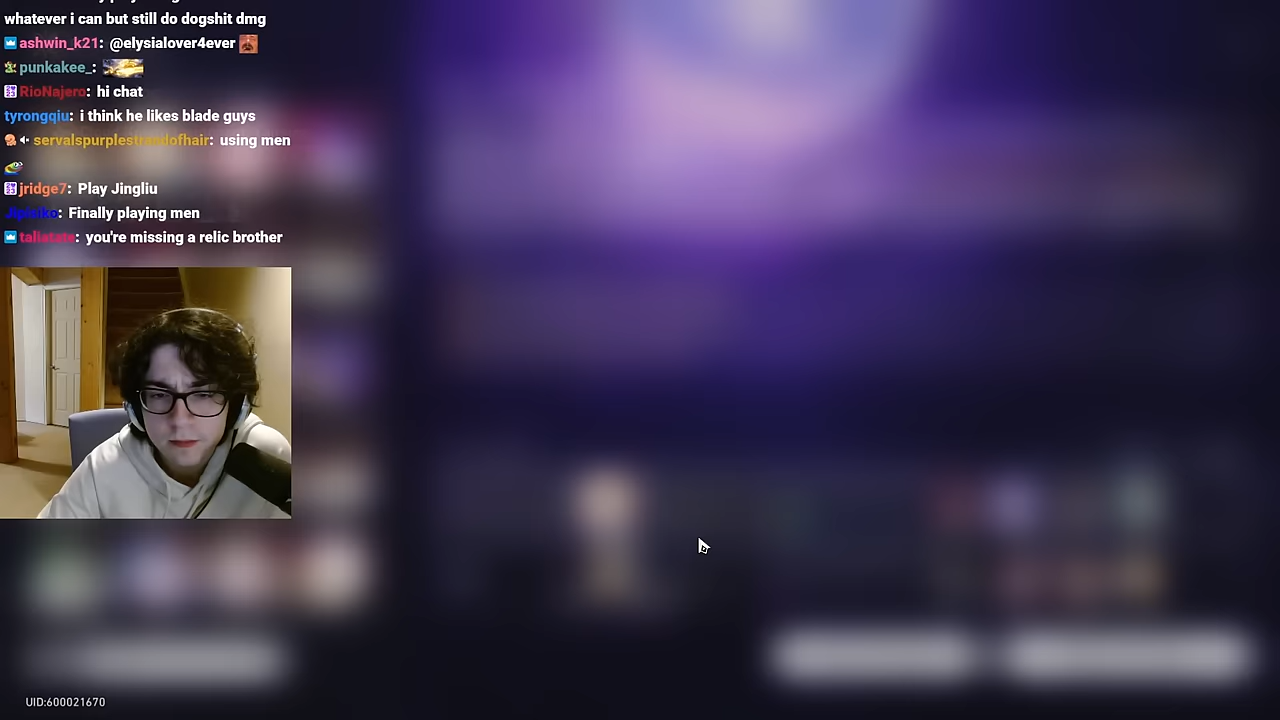 whatever i can but still do dogshit dmg
ashwin_k21: @elysialover4ever
punkakee_:
RioNajero: hi chat
tyrongqiu: i think he likes blade guys
servalspurplestrandofhair: using men
jridge7: Play Jingliu
: Finally playing men
: you're missing a relic brother
UID:600021670